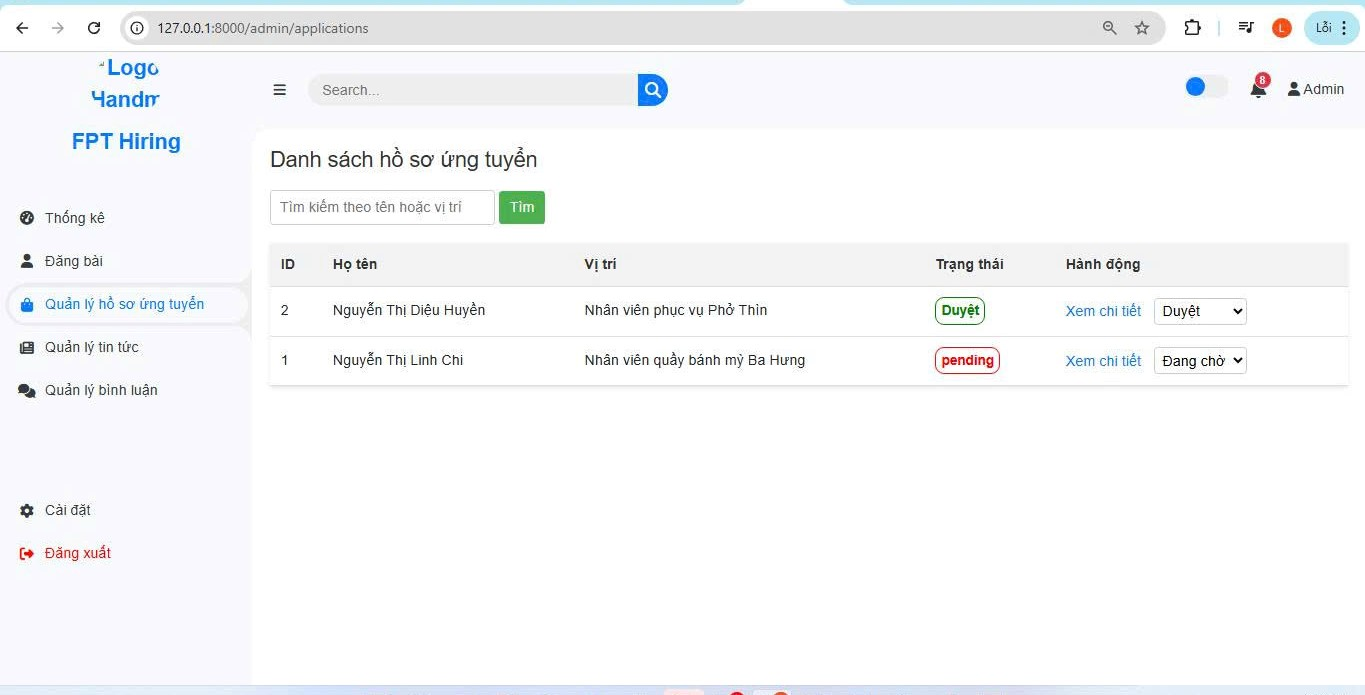 127.0.0.1:8000/admin/applications
L
Lỗi
Logo
Handm
FPT Hiring
Search...
8
Admin
Thống kê
Đăng bài
Quản lý hồ sơ ứng tuyển
Quản lý tin tức
Quản lý bình luận
Cài đặt
Đăng xuất
Danh sách hồ sơ ứng tuyển
Tìm kiếm theo tên hoặc vị trí
Tìm
ID Họ tên Vị trí Trạng thái Hành động
2 Nguyễn Thị Diệu Huyền Nhân viên phục vụ Phở Thìn Duyệt Xem chi tiết Duyệt
1 Nguyễn Thị Linh Chi Nhân viên quầy bánh mỳ Ba Hưng pending Xem chi tiết Đang chờ